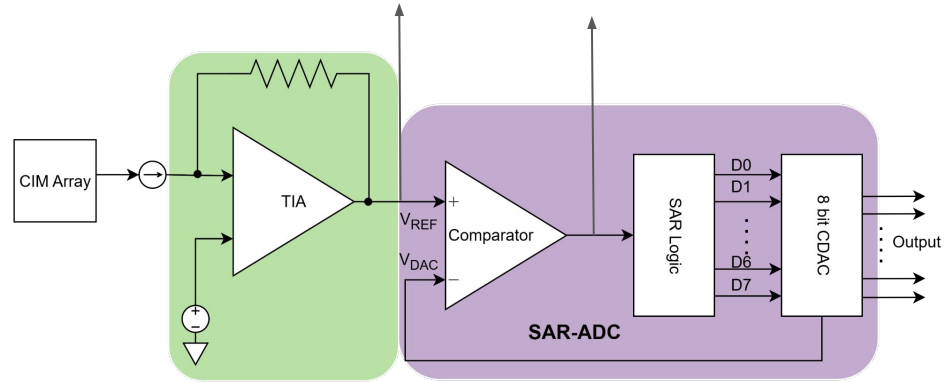 CIM Array
TIA
V_REF
V_DAC
+
−
Comparator
+
−
SAR Logic
D0
D1
D6
D7
8 bit CDAC
Output
SAR-ADC